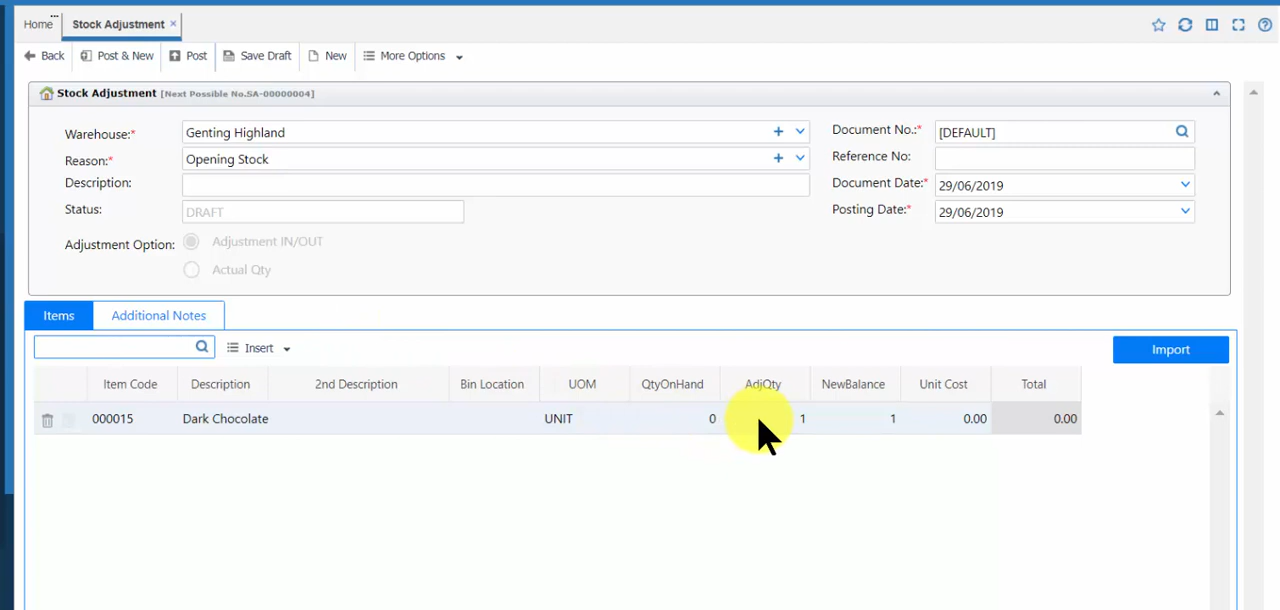 Home Stock Adjustment ×
Back Post & New Post Save Draft New More Options
Stock Adjustment [Next Possible No.SA-00000004]
Warehouse:* Genting Highland Document No.:* [DEFAULT]
Reason:* Opening Stock Reference No:
Description: Document Date:* 29/06/2019
Status: DRAFT Posting Date:* 29/06/2019
Adjustment Option: Adjustment IN/OUT
Actual Qty
Items Additional Notes
Insert Import
Item Code Description 2nd Description Bin Location UOM QtyOnHand AdjQty NewBalance Unit Cost Total
000015 Dark Chocolate UNIT 0 1 1 0.00 0.00